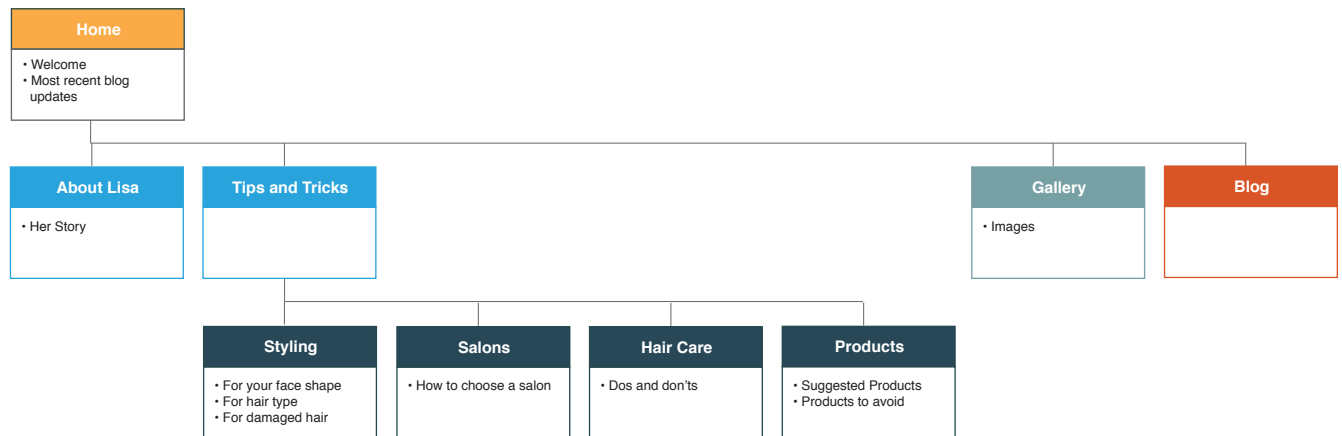 Home
• Welcome
• Most recent blog
updates
About Lisa
• Her Story
Tips and Tricks
Gallery
• Images
Blog
Styling
• For your face shape
• For hair type
• For damaged hair
Salons
• How to choose a salon
Hair Care
• Dos and don'ts
Products
• Suggested Products
• Products to avoid